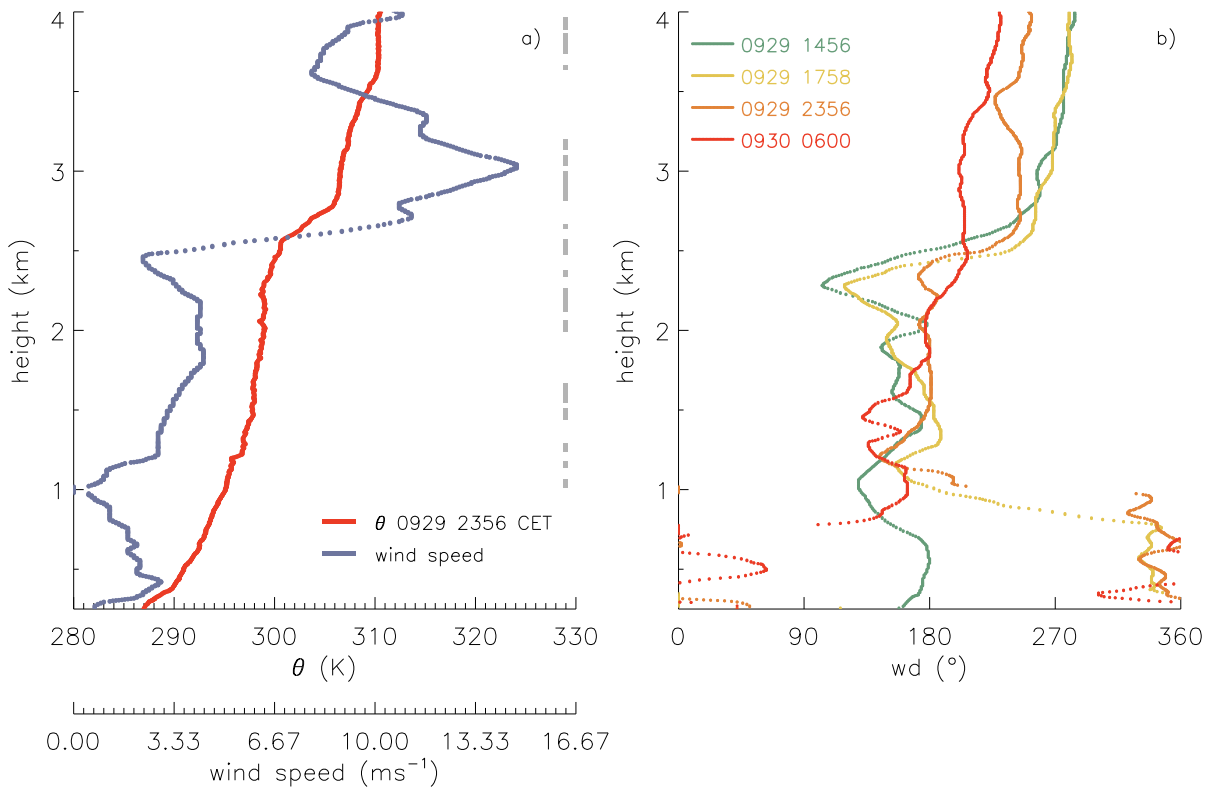 a)
4
3
2
1
height (km)
θ 0929 2356 CET
wind speed
280 290 300 310 320 330
θ (K)
0.00 3.33 6.67 10.00 13.33 16.67
wind speed (ms⁻¹)
b)
0929 1456
0929 1758
0929 2356
0930 0600
4
3
2
1
height (km)
0 90 180 270 360
wd (°)